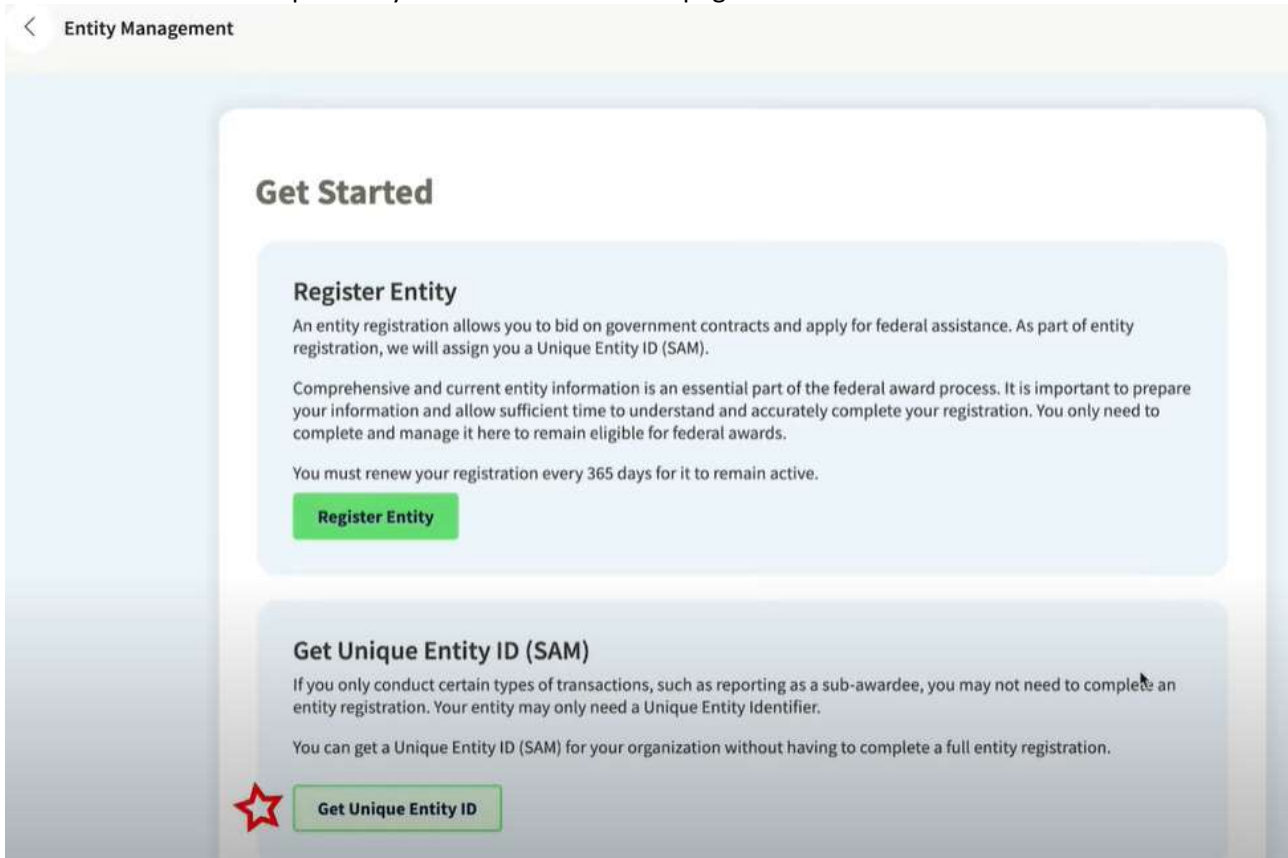 Entity Management
Get Started
Register Entity
An entity registration allows you to bid on government contracts and apply for federal assistance. As part of entity
registration, we will assign you a Unique Entity ID (SAM).
Comprehensive and current entity information is an essential part of the federal award process. It is important to prepare
your information and allow sufficient time to understand and accurately complete your registration. You only need to
complete and manage it here to remain eligible for federal awards.
You must renew your registration every 365 days for it to remain active.
Register Entity
Get Unique Entity ID (SAM)
If you only conduct certain types of transactions, such as reporting as a sub-awardee, you may not need to complete an
entity registration. Your entity may only need a Unique Entity Identifier.
You can get a Unique Entity ID (SAM) for your organization without having to complete a full entity registration.
Get Unique Entity ID